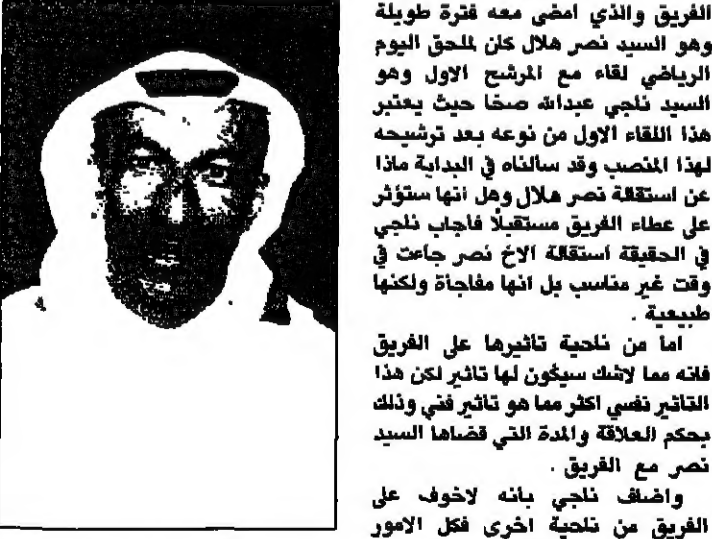 الفريق والذي امضى معه فترة طويلة
وهو السيد نصر هلال كان لملحق اليوم
الرياضي لقاء مع المرشح الاول وهو
السيد ناجي عبدالله صحا حيث يعتبر
هذا اللقاء الاول من نوعه بعد ترشيحه
لهذا المنصب وقد سالناه في البداية ماذا
عن استقالة نصر هلال وهل انها ستؤثر
على عطاء الفريق مستقبلاً فأجاب ناجي
في الحقيقة استقالة الاخ نصر جاءت في
وقت غير مناسب بل انها مفاجأة ولكنها
طبيعية .
اما من ناحية تأثيرها على الفريق
فانه مما لاشك سيكون لها تاثير لكن هذا
التأثير نفسي اكثر مما هو تاثير فني وذلك
بحكم العلاقة والمدة التي قضاها السيد
نصر مع الفريق .
واضاف ناجي بانه لاخوف على
الفريق من ناحية اخرى فكل الامور